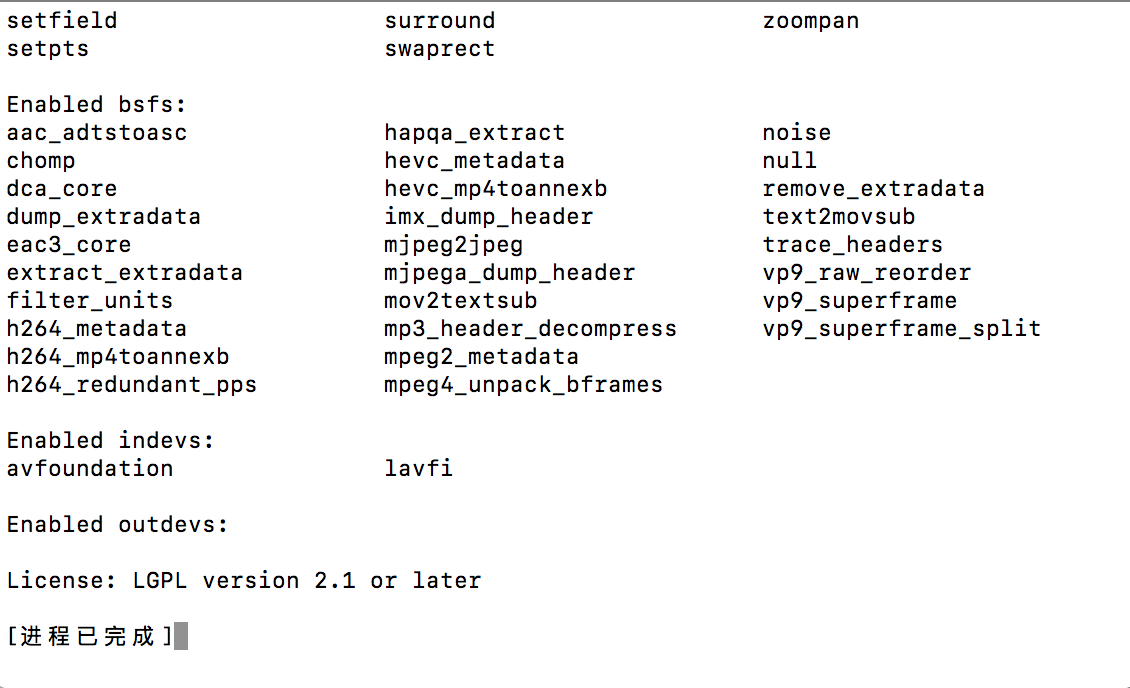 setfield surround zoompan
setpts swaprect
Enabled bsfs:
aac_adtstoasc hapqa_extract noise
chomp hevc_metadata null
dca_core hevc_mp4toannexb remove_extradata
dump_extradata imx_dump_header text2movsub
eac3_core mjpeg2jpeg trace_headers
extract_extradata mjpega_dump_header vp9_raw_reorder
filter_units mov2textsub vp9_superframe
h264_metadata mp3_header_decompress vp9_superframe_split
h264_mp4toannexb mpeg2_metadata
h264_redundant_pps mpeg4_unpack_bframes
Enabled indevs:
avfoundation lavfi
Enabled outdevs:
License: LGPL version 2.1 or later
[进程已完成]